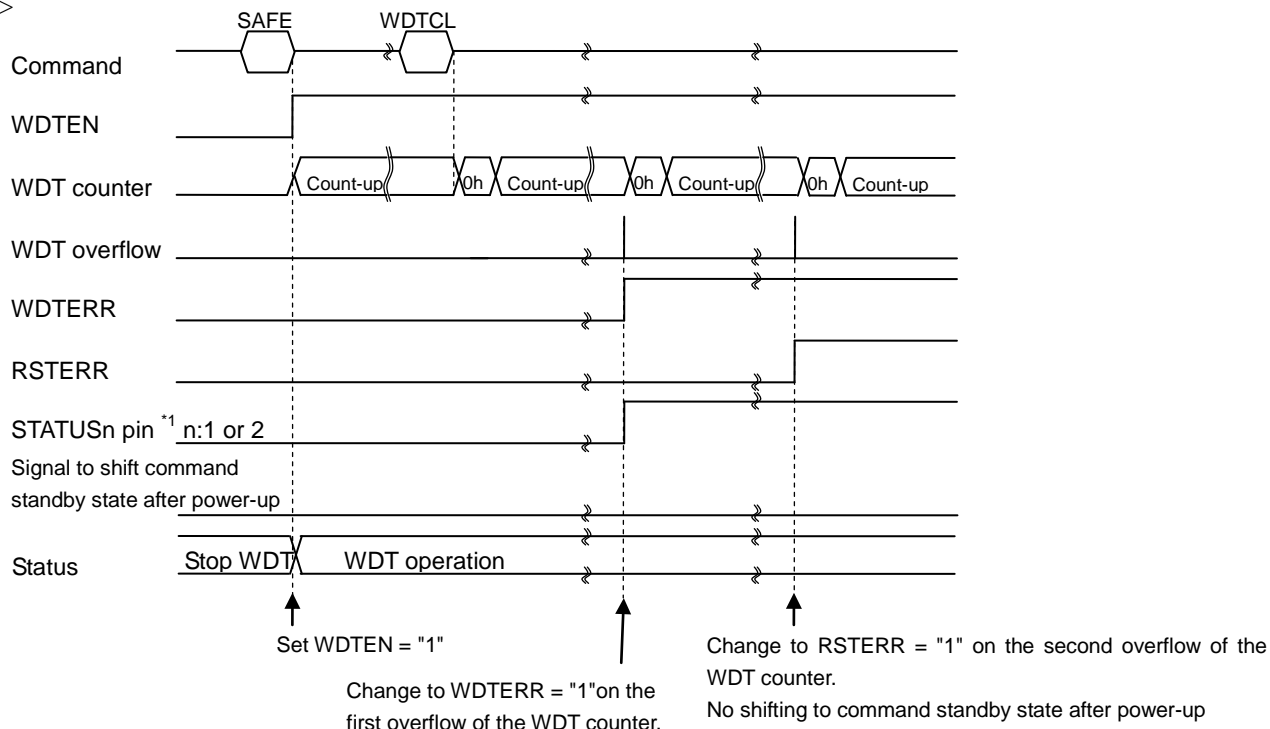 >
SAFE WDTCL
Command
WDTEN
WDT counter Count-up 0h Count-up 0h Count-up 0h Count-up
WDT overflow
WDTERR
RSTERR
STATUSn pin *1 n:1 or 2
Signal to shift command
standby state after power-up
Status Stop WDT WDT operation
Set WDTEN = "1"
Change to WDTERR = "1"on the
first overflow of the WDT counter.
Change to RSTERR = "1" on the second overflow of the
WDT counter.
No shifting to command standby state after power-up